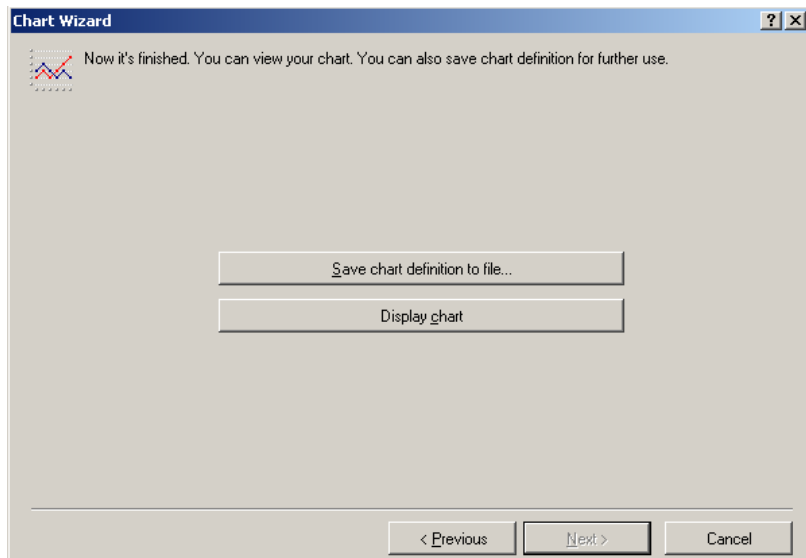 Chart Wizard
Now it's finished. You can view your chart. You can also save chart definition for further use.
Save chart definition to file...
Display chart
< Previous
Next >
Cancel